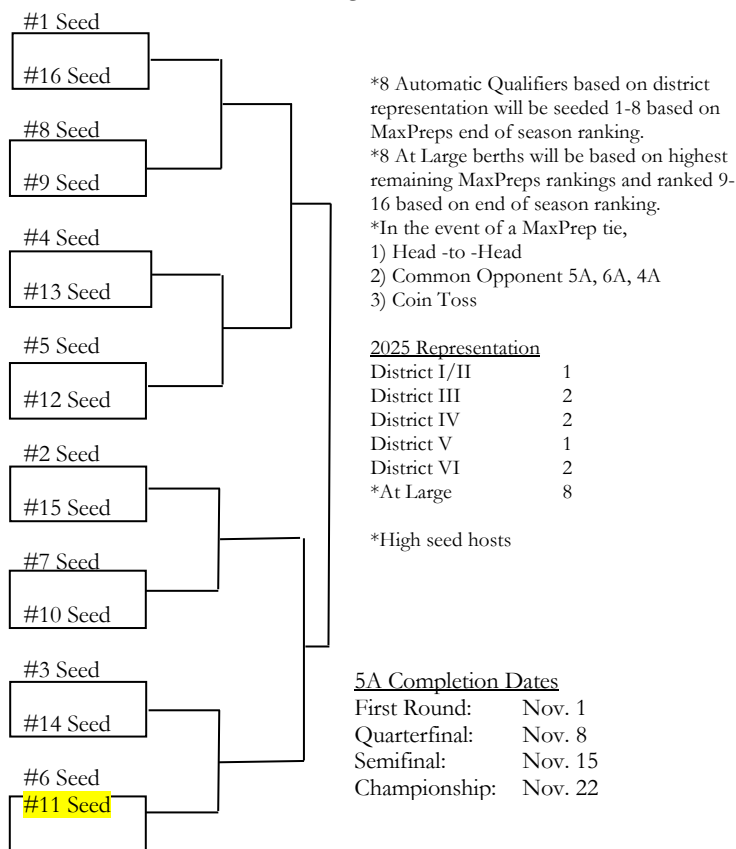 #1 Seed
#16 Seed
#8 Seed
#9 Seed
#4 Seed
#13 Seed
#5 Seed
#12 Seed
#2 Seed
#15 Seed
#7 Seed
#10 Seed
#3 Seed
#14 Seed
#6 Seed
#11 Seed
*8 Automatic Qualifiers based on district
representation will be seeded 1-8 based on
MaxPreps end of season ranking.
*8 At Large berths will be based on highest
remaining MaxPreps rankings and ranked 9-
16 based on end of season ranking.
*In the event of a MaxPrep tie,
1) Head -to -Head
2) Common Opponent 5A, 6A, 4A
3) Coin Toss
2025 Representation
District I/II 1
District III 2
District IV 2
District V 1
District VI 2
*At Large 8
*High seed hosts
5A Completion Dates
First Round: Nov. 1
Quarterfinal: Nov. 8
Semifinal: Nov. 15
Championship: Nov. 22